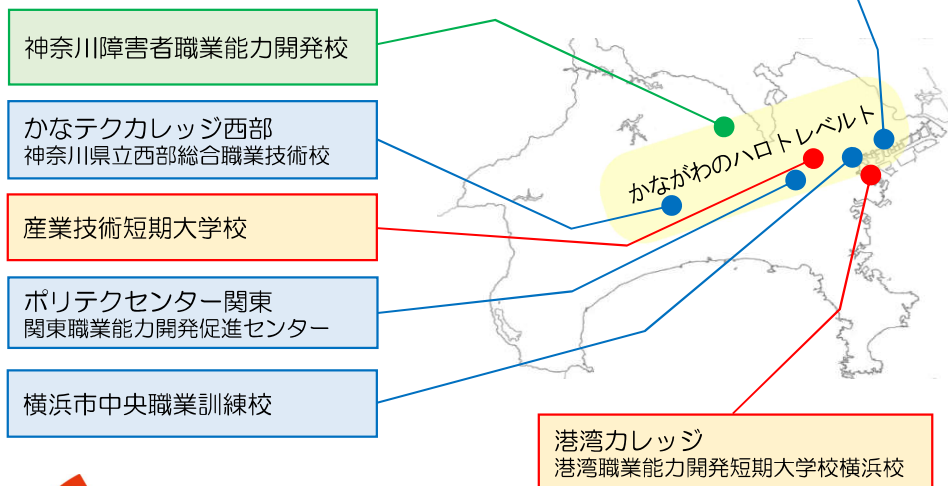 神奈川障害者職業能力開発校
かなテクカレッジ西部
神奈川県立西部総合職業技術校
産業技術短期大学校
ポリテクセンター関東
関東職業能力開発促進センター
横浜市中央職業訓練校
かながわのハロトレベルト
港湾カレッジ
港湾職業能力開発短期大学校横浜校